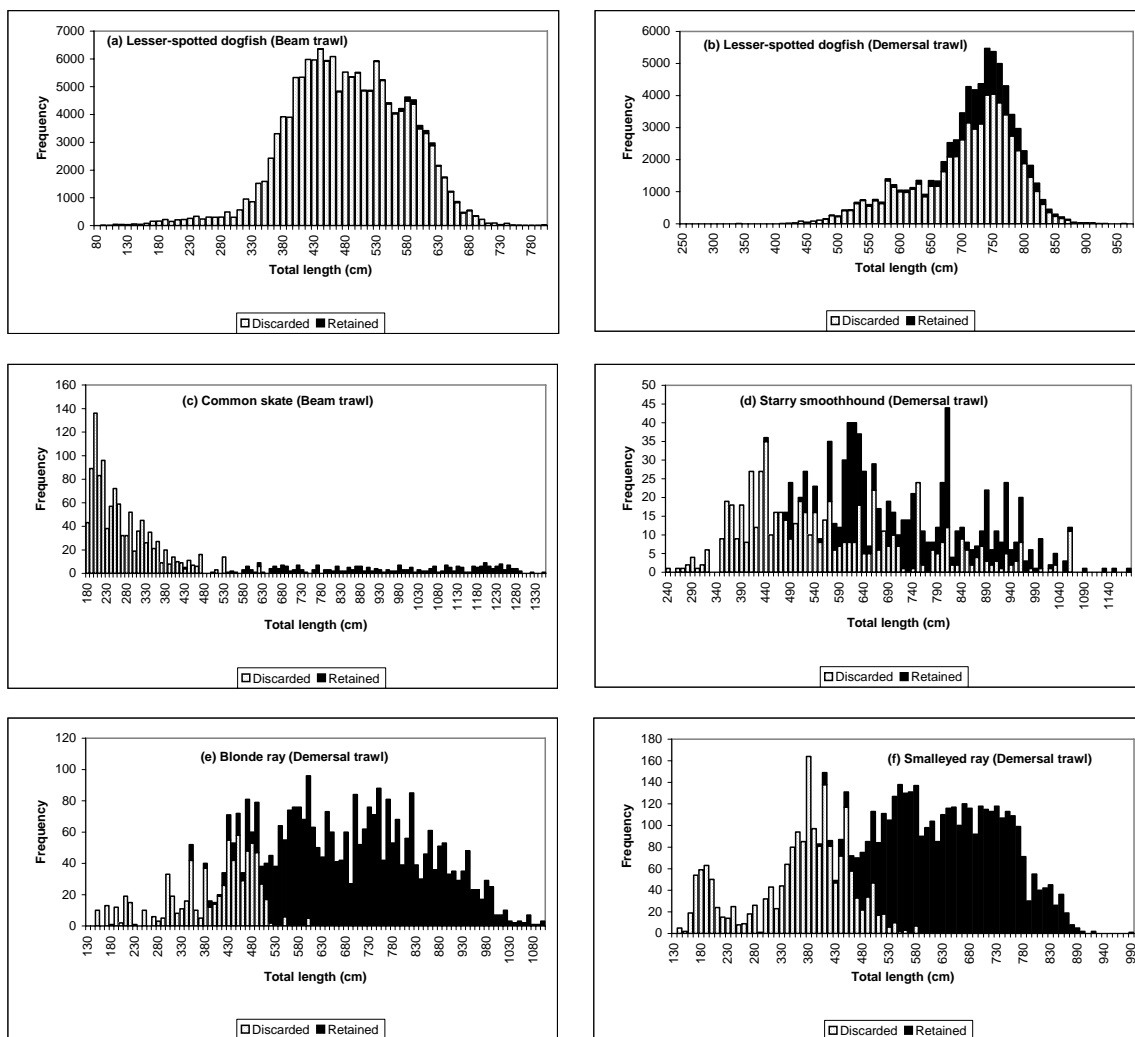 (a) Lesser-spotted dogfish (Beam trawl)
Frequency
7000
6000
5000
4000
3000
2000
1000
0
80 130 180 230 280 330 380 430 480 530 580 630 680 730 780
Total length (cm)
Discarded Retained
(b) Lesser-spotted dogfish (Demersal trawl)
Frequency
6000
5000
4000
3000
2000
1000
0
250 300 350 400 450 500 550 600 650 700 750 800 850 900 950
Total length (cm)
Discarded Retained
(c) Common skate (Beam trawl)
Frequency
160
140
120
100
80
60
40
20
0
180 230 280 330 380 430 480 530 580 630 680 730 780 830 880 930 980 1030 1080 1130 1180 1230 1280 1330
Total length (cm)
Discarded Retained
(d) Starry smoothhound (Demersal trawl)
Frequency
50
45
40
35
30
25
20
15
10
5
0
240 290 340 390 440 490 540 590 640 690 740 790 840 890 940 990 1040 1090 1140
Total length (cm)
Discarded Retained
(e) Blonde ray (Demersal trawl)
Frequency
120
100
80
60
40
20
0
130 180 230 280 330 380 430 480 530 580 630 680 730 780 830 880 930 980 1030 1080
Total length (cm)
Discarded Retained
(f) Smalleyed ray (Demersal trawl)
Frequency
180
160
140
120
100
80
60
40
20
0
130 180 230 280 330 380 430 480 530 580 630 680 730 780 830 890 940 990
Total length (cm)
Discarded Retained